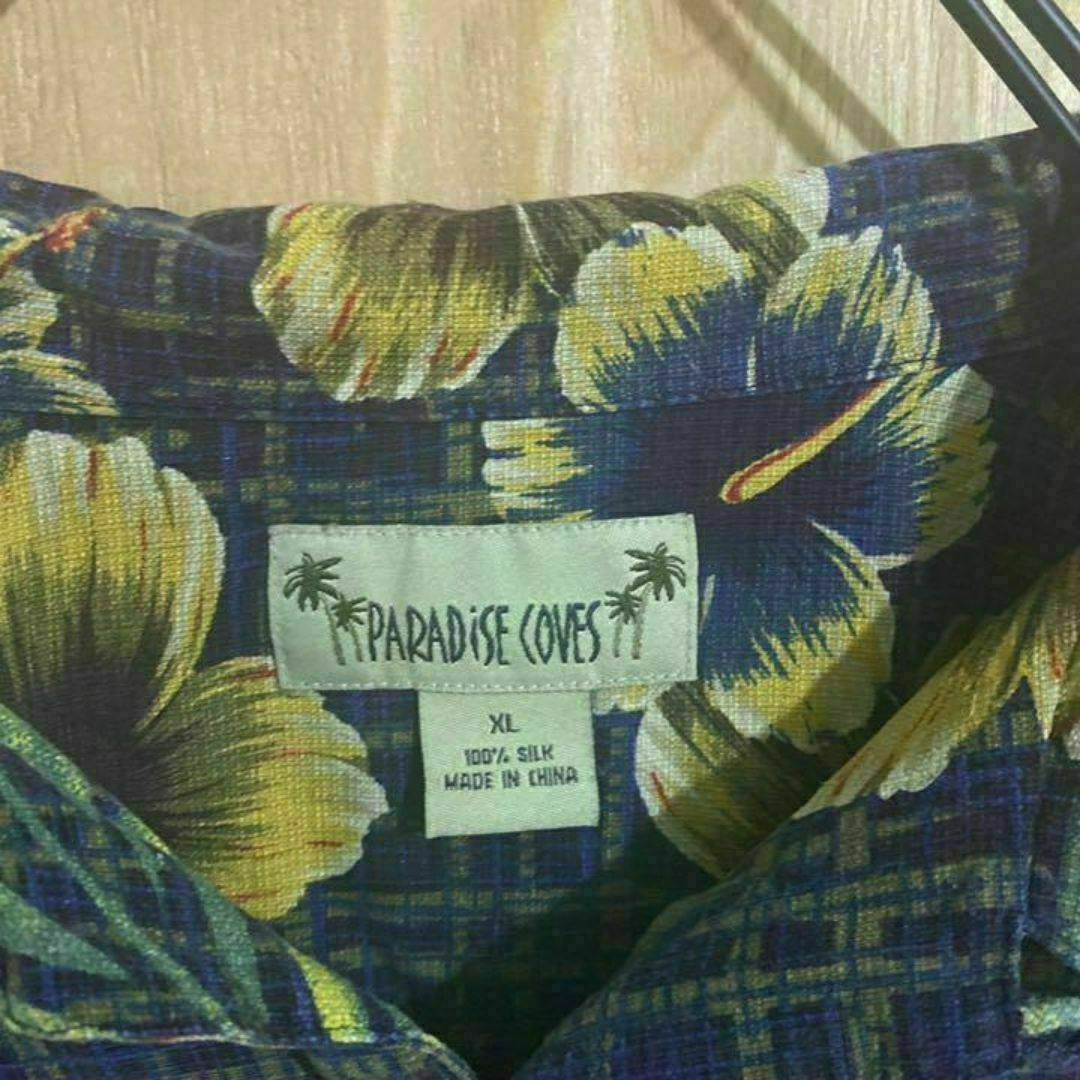 PARADiSE COVES
XL
100% SILK
MADE IN CHINA